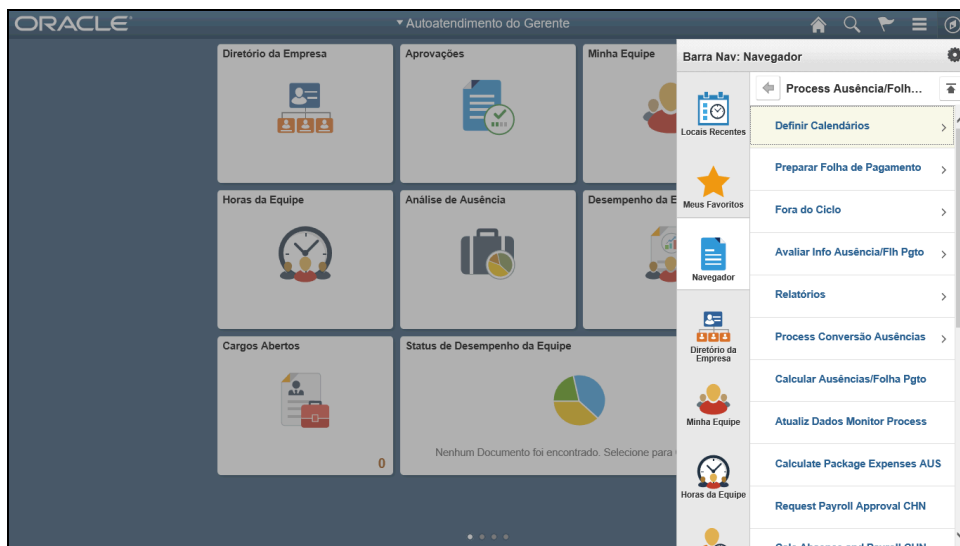 ORACLE
Autoatendimento do Gerente
Diretório da Empresa
Aprovações
Minha Equipe
Horas da Equipe
Análise de Ausência
Desempenho da E
Cargos Abertos
0
Status de Desempenho da Equipe
Nenhum Documento foi encontrado. Selecione para
Barra Nav: Navegador
Locais Recentes
Meus Favoritos
Navegador
Diretório da
Empresa
Minha Equipe
Horas da Equipe
Process Ausência/Folh...
Definir Calendários
Preparar Folha de Pagamento
Fora do Ciclo
Avaliar Info Ausência/Flh Pgto
Relatórios
Process Conversão Ausências
Calcular Ausências/Folha Pgto
Atualiz Dados Monitor Process
Calculate Package Expenses AUS
Request Payroll Approval CHN